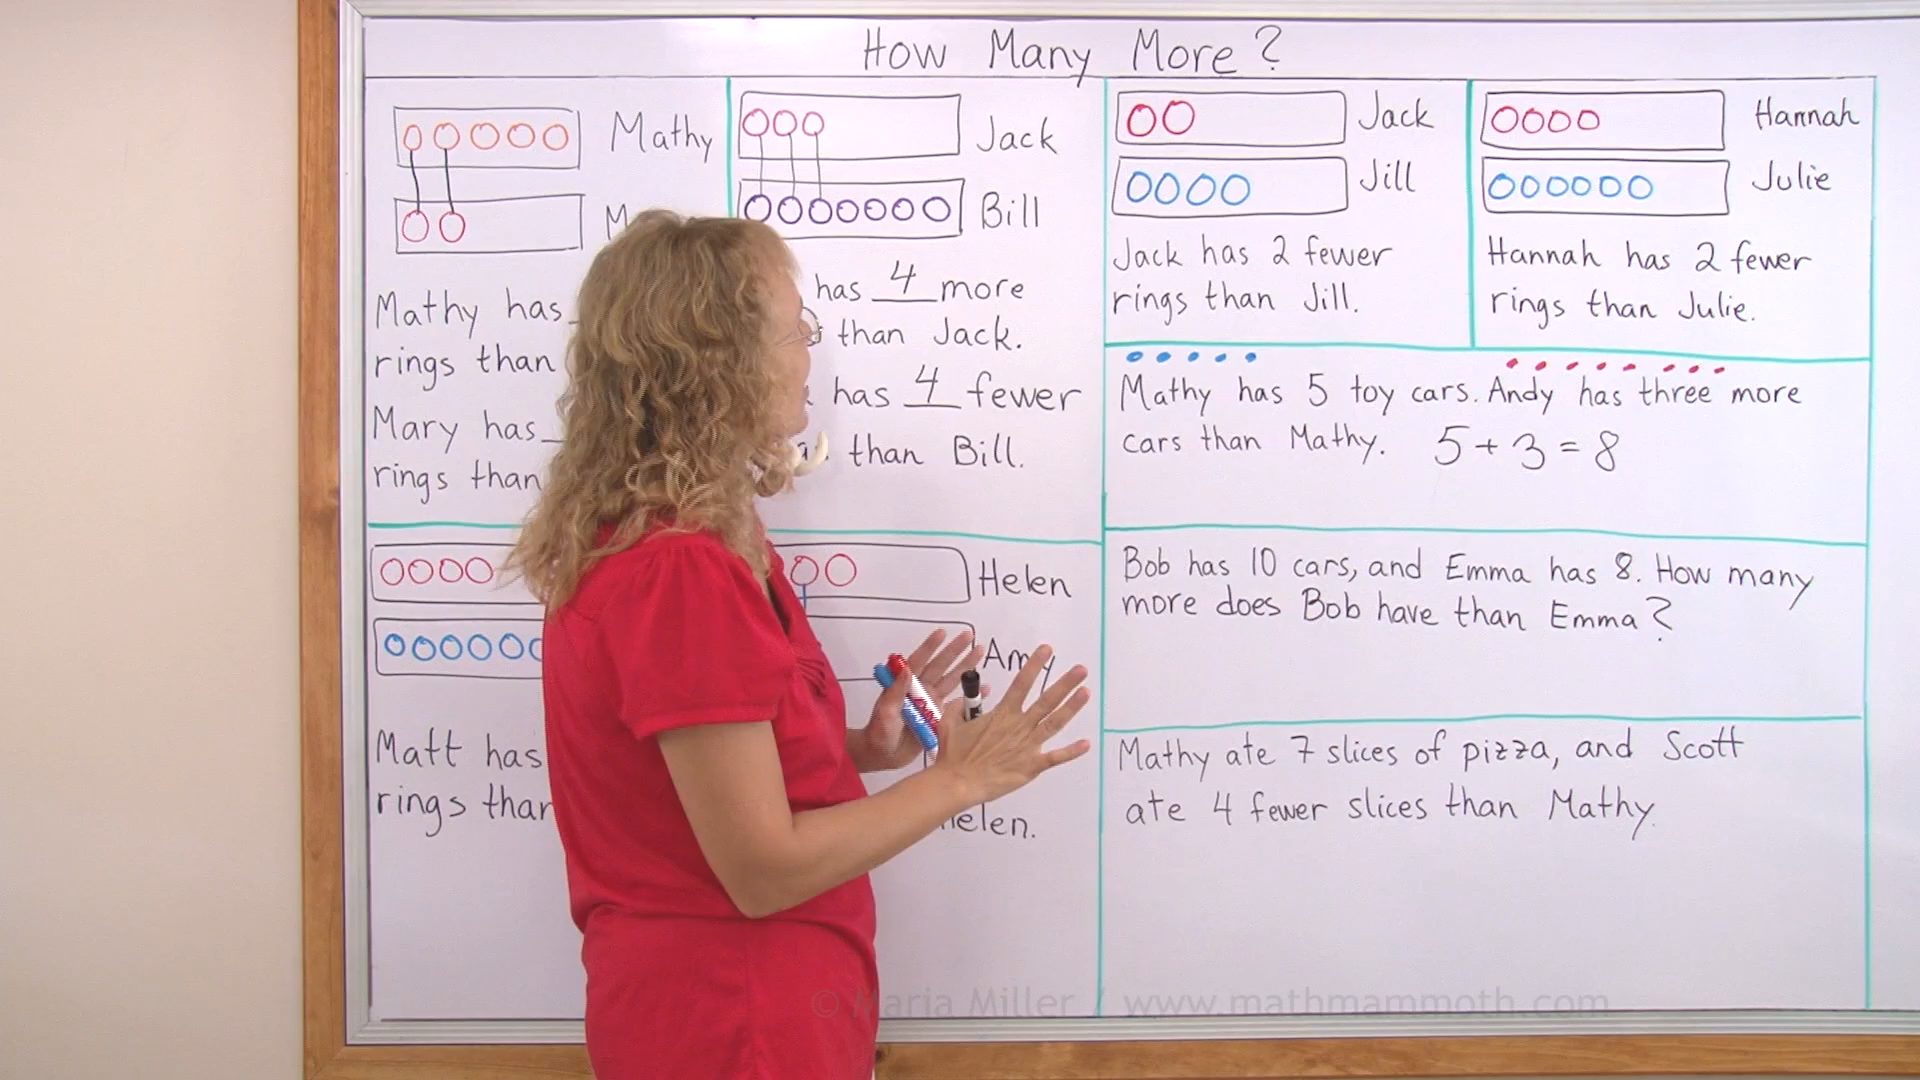 How Many More?
Mathy
Jack
Bill
has 4 more
than Jack.
has 4 fewer
than Bill.
Mathy has
rings than
Mary has
rings than
Jack
Jill
Jack has 2 fewer
rings than Jill.
Hannah
Julie
Hannah has 2 fewer
rings than Julie.
Mathy has 5 toy cars. Andy has three more
cars than Mathy. 5 + 3 = 8
Helen
Amy
Matt has
rings
Helen.
Bob has 10 cars, and Emma has 8. How many
more does Bob have than Emma?
Mathy ate 7 slices of pizza, and Scott
ate 4 fewer slices than Mathy.
© Maria Miller / www.mathmammoth.com